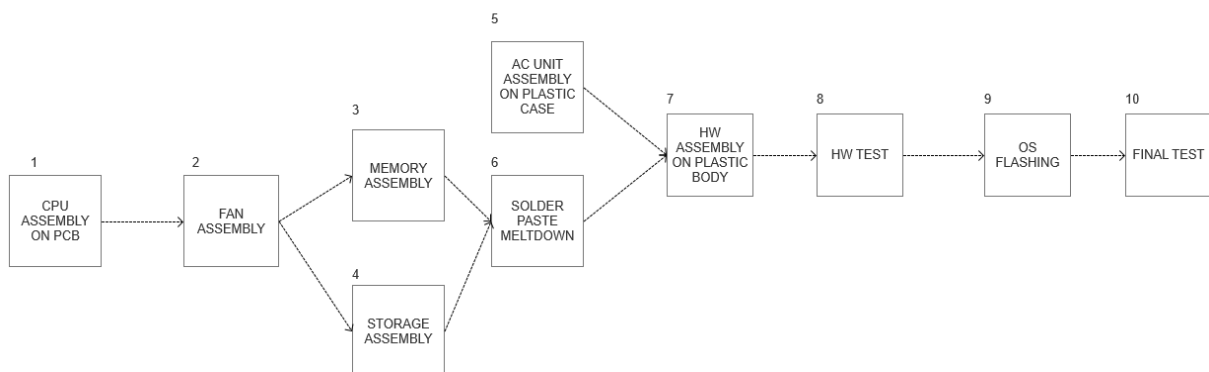 1
CPU
ASSEMBLY
ON PCB
2
FAN
ASSEMBLY
3
MEMORY
ASSEMBLY
4
STORAGE
ASSEMBLY
5
AC UNIT
ASSEMBLY
ON PLASTIC
CASE
6
SOLDER
PASTE
MELTDOWN
7
HW
ASSEMBLY
ON PLASTIC
BODY
8
HW TEST
9
OS
FLASHING
10
FINAL TEST